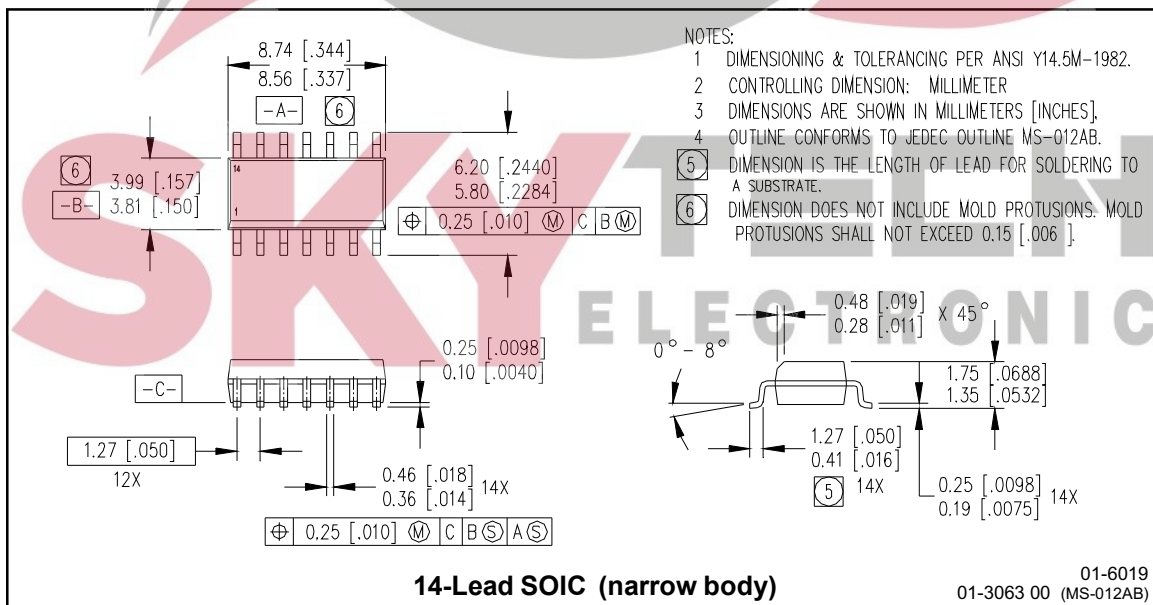 8.74 [.344]
8.56 [.337]
-A-
6
6
3.99 [.157]
3.81 [.150]
-B-
14
1
6.20 [.2440]
5.80 [.2284]
⌖ 0.25 [.010] Ⓜ C BⓂ
NOTES:
1 DIMENSIONING & TOLERANCING PER ANSI Y14.5M-1982.
2 CONTROLLING DIMENSION: MILLIMETER
3 DIMENSIONS ARE SHOWN IN MILLIMETERS [INCHES].
4 OUTLINE CONFORMS TO JEDEC OUTLINE MS-012AB.
5 DIMENSION IS THE LENGTH OF LEAD FOR SOLDERING TO
A SUBSTRATE.
6 DIMENSION DOES NOT INCLUDE MOLD PROTUSIONS. MOLD
PROTUSIONS SHALL NOT EXCEED 0.15 [.006 ].
SKYTECH
ELECTRONIC
-C-
0.25 [.0098]
0.10 [.0040]
1.27 [.050]
12X
0.46 [.018]
0.36 [.014] 14X
⌖ 0.25 [.010] Ⓜ C BⓈ AⓈ
0.48 [.019]
0.28 [.011] X 45°
0° - 8°
1.75 [.0688]
1.35 [.0532]
1.27 [.050]
0.41 [.016]
5 14X
0.25 [.0098]
0.19 [.0075] 14X
14-Lead SOIC (narrow body)
01-6019
01-3063 00 (MS-012AB)